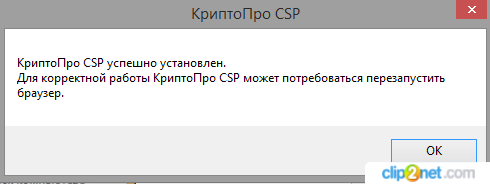 КриптоПро CSP
КриптоПро CSP успешно установлен.
Для корректной работы КриптоПро CSP может потребоваться перезапустить
браузер.
OK
clip2net.com